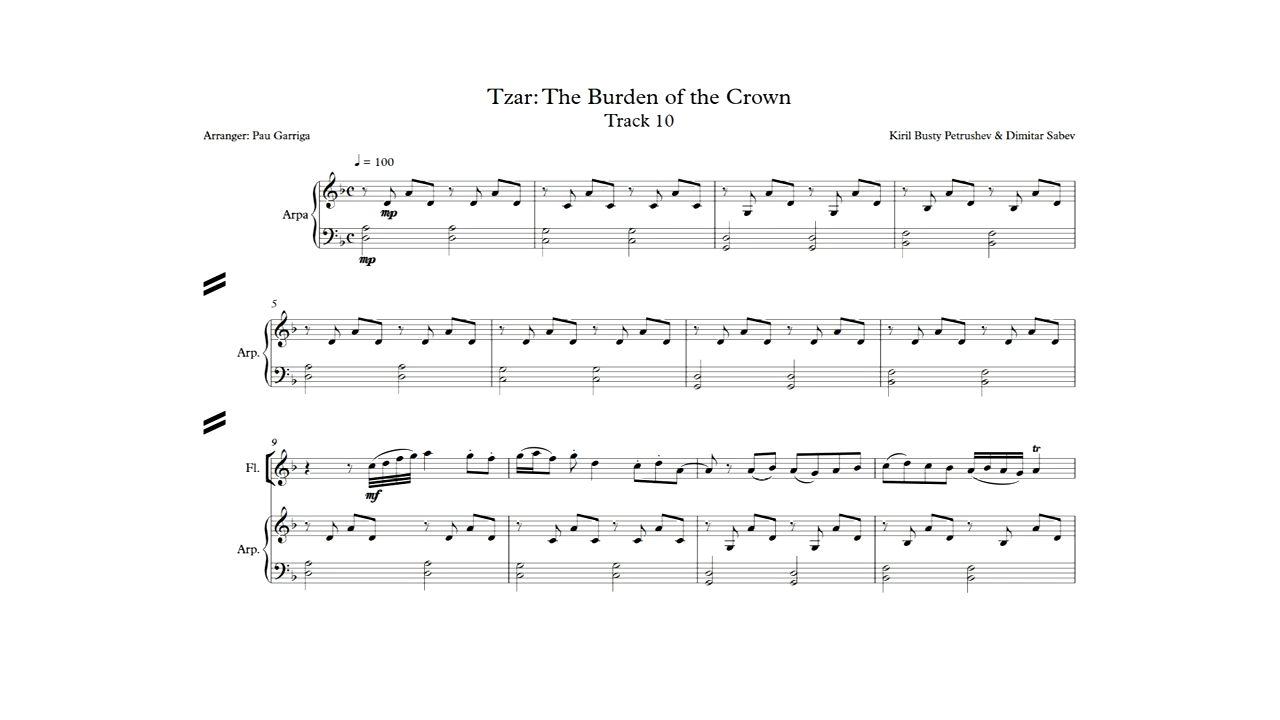 Tzar: The Burden of the Crown
Track 10
Arranger: Pau Garriga
Kiril Busty Petrushev & Dimitar Sabev
♩ = 100
Arpa
mp
mp
5
Arp.
9
Fl.
tr
mf
Arp.